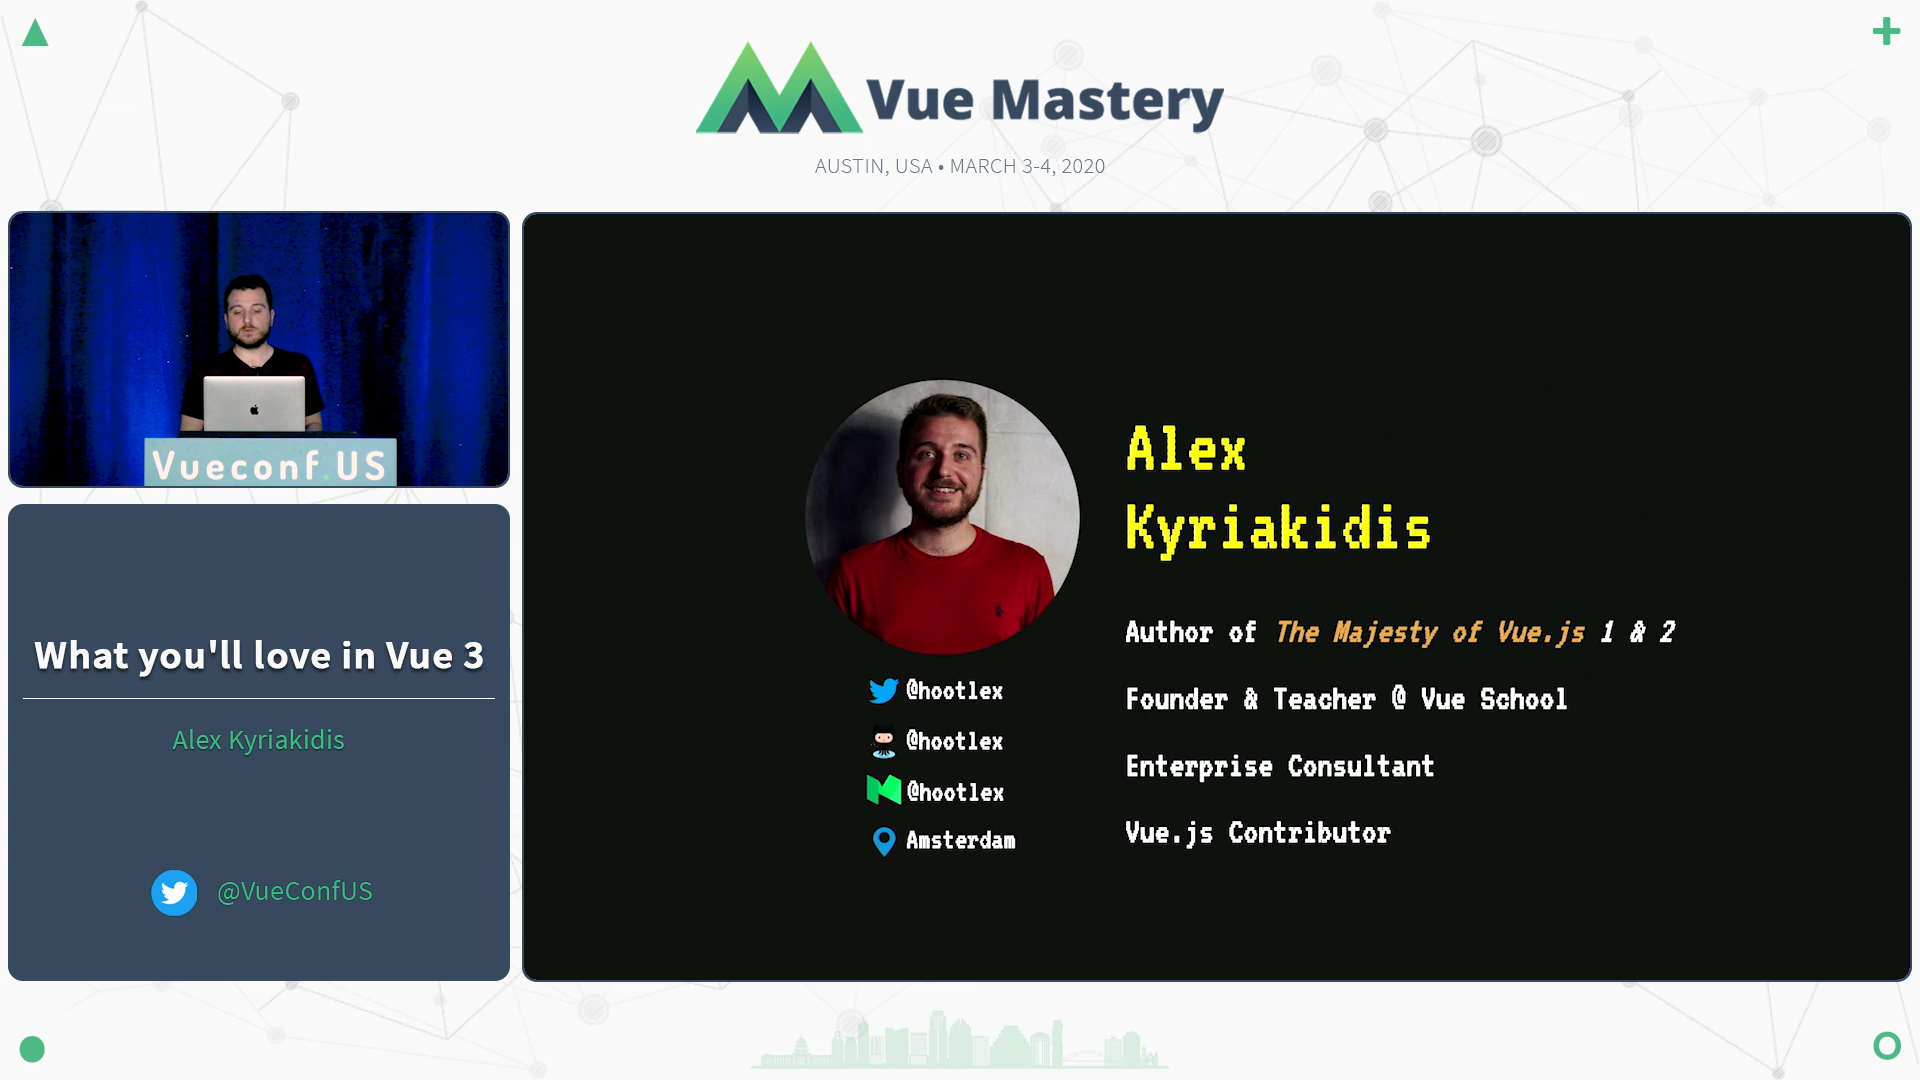 Vue Mastery
AUSTIN, USA • MARCH 3-4, 2020
Vueconf.US
What you'll love in Vue 3
Alex Kyriakidis
@VueConfUS
Alex
Kyriakidis
@hootlex
@hootlex
@hootlex
Amsterdam
Author of The Majesty of Vue.js 1 & 2
Founder & Teacher @ Vue School
Enterprise Consultant
Vue.js Contributor